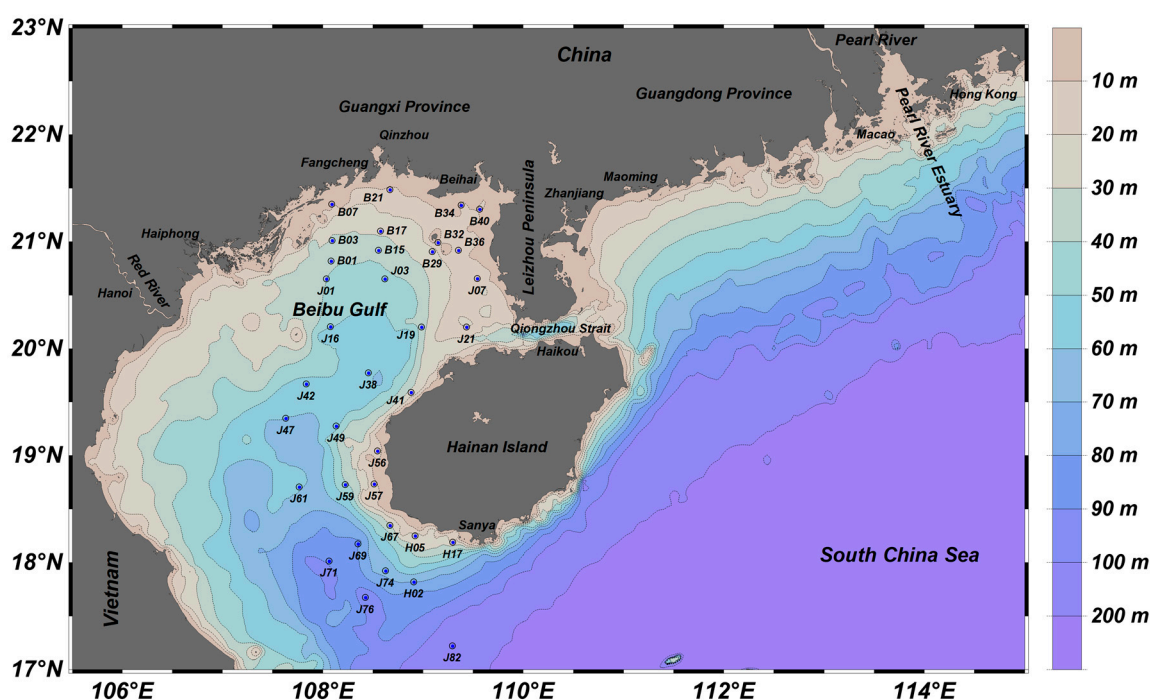 23°N
22°N
21°N
20°N
19°N
18°N
17°N
106°E
108°E
110°E
112°E
114°E
China
Pearl River
Guangxi Province
Guangdong Province
Hong Kong
Qinzhou
Macao
Pearl River Estuary
Fangcheng
Beihai
Leizhou Peninsula
Maoming
Zhanjiang
B21
B07
B34
B40
B17
B32
B36
Haiphong
B03
B15
B29
B01
J03
Red River
Hanoi
J01
J07
Beibu Gulf
J16
J19
J21
Qiongzhou Strait
Haikou
J38
J42
J41
J47
J49
Hainan Island
J56
J61
J59
J57
Sanya
J67
H05
H17
J69
J71
J74
H02
South China Sea
J76
Vietnam
J82
10 m
20 m
30 m
40 m
50 m
60 m
70 m
80 m
90 m
100 m
200 m